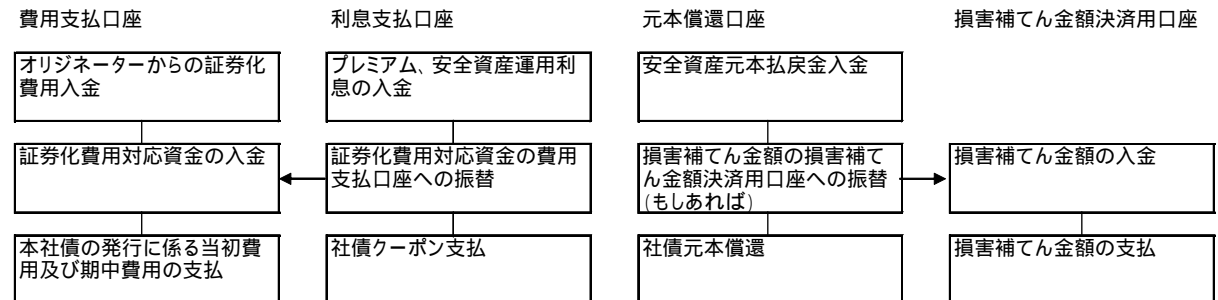 費用支払口座
利息支払口座
元本償還口座
損害補てん金額決済用口座
オリジネーターからの証券化
費用入金
プレミアム、安全資産運用利
息の入金
安全資産元本払戻金入金
証券化費用対応資金の入金
証券化費用対応資金の費用
支払口座への振替
損害補てん金額の損害補て
ん金額決済用口座への振替
(もしあれば)
損害補てん金額の入金
本社債の発行に係る当初費
用及び期中費用の支払
社債クーポン支払
社債元本償還
損害補てん金額の支払